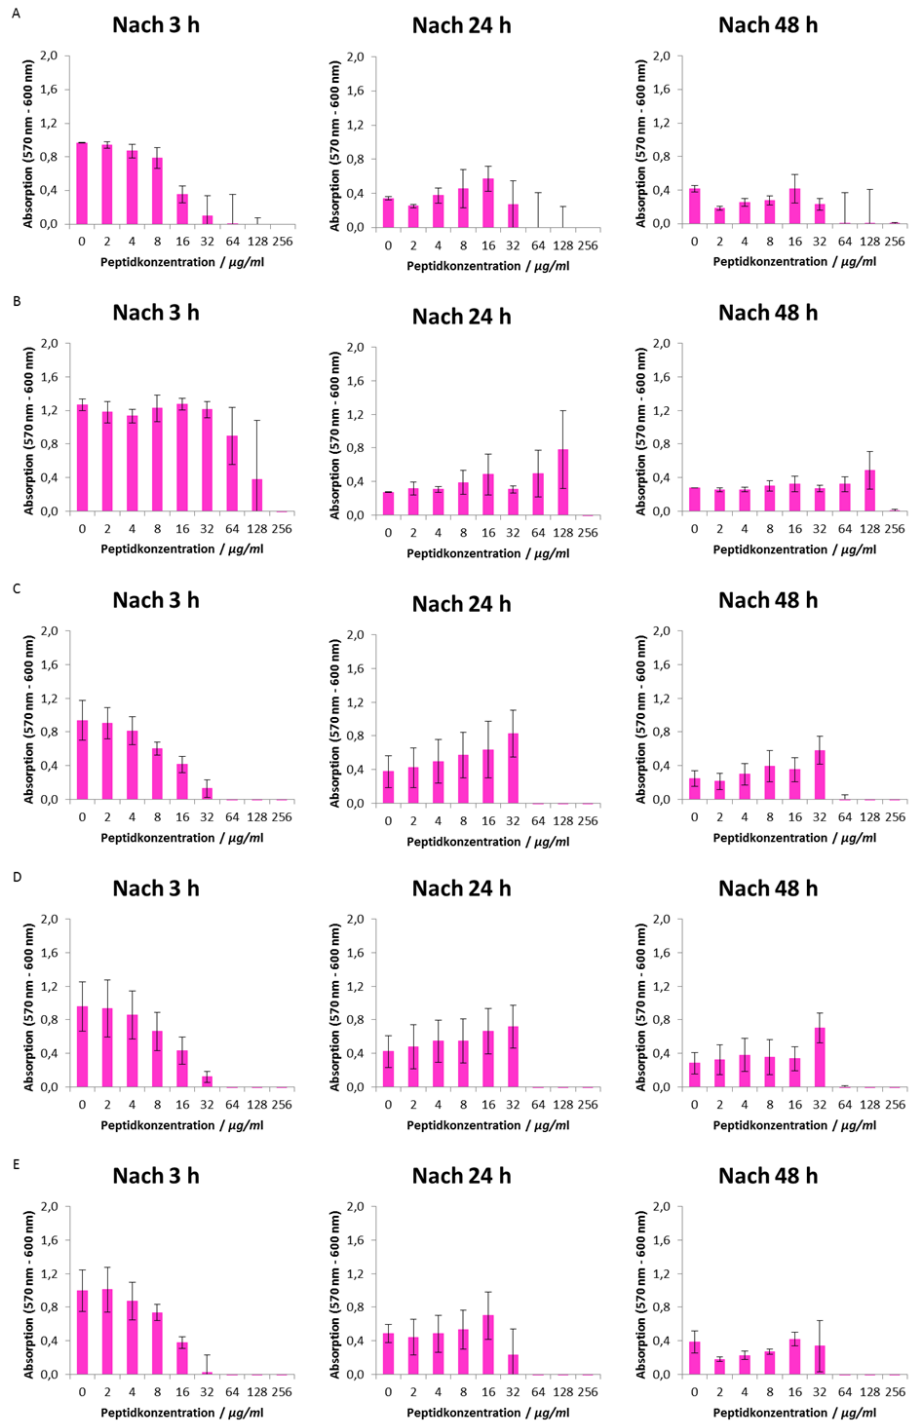 A
Nach 3 h Nach 24 h Nach 48 h
Absorption (570 nm - 600 nm) Absorption (570 nm - 600 nm) Absorption (570 nm - 600 nm)
2,0 2,0 2,0
1,6 1,6 1,6
1,2 1,2 1,2
0,8 0,8 0,8
0,4 0,4 0,4
0,0 0,0 0,0
0 2 4 8 16 32 64 128 256 0 2 4 8 16 32 64 128 256 0 2 4 8 16 32 64 128 256
Peptidkonzentration / µg/ml Peptidkonzentration / µg/ml Peptidkonzentration / µg/ml
B
Nach 3 h Nach 24 h Nach 48 h
Absorption (570 nm - 600 nm) Absorption (570 nm - 600 nm) Absorption (570 nm - 600 nm)
2,0 2,0 2,0
1,6 1,6 1,6
1,2 1,2 1,2
0,8 0,8 0,8
0,4 0,4 0,4
0,0 0,0 0,0
0 2 4 8 16 32 64 128 256 0 2 4 8 16 32 64 128 256 0 2 4 8 16 32 64 128 256
Peptidkonzentration / µg/ml Peptidkonzentration / µg/ml Peptidkonzentration / µg/ml
C
Nach 3 h Nach 24 h Nach 48 h
Absorption (570 nm - 600 nm) Absorption (570 nm - 600 nm) Absorption (570 nm - 600 nm)
2,0 2,0 2,0
1,6 1,6 1,6
1,2 1,2 1,2
0,8 0,8 0,8
0,4 0,4 0,4
0,0 0,0 0,0
0 2 4 8 16 32 64 128 256 0 2 4 8 16 32 64 128 256 0 2 4 8 16 32 64 128 256
Peptidkonzentration / µg/ml Peptidkonzentration / µg/ml Peptidkonzentration / µg/ml
D
Nach 3 h Nach 24 h Nach 48 h
Absorption (570 nm - 600 nm) Absorption (570 nm - 600 nm) Absorption (570 nm - 600 nm)
2,0 2,0 2,0
1,6 1,6 1,6
1,2 1,2 1,2
0,8 0,8 0,8
0,4 0,4 0,4
0,0 0,0 0,0
0 2 4 8 16 32 64 128 256 0 2 4 8 16 32 64 128 256 0 2 4 8 16 32 64 128 256
Peptidkonzentration / µg/ml Peptidkonzentration / µg/ml Peptidkonzentration / µg/ml
E
Nach 3 h Nach 24 h Nach 48 h
Absorption (570 nm - 600 nm) Absorption (570 nm - 600 nm) Absorption (570 nm - 600 nm)
2,0 2,0 2,0
1,6 1,6 1,6
1,2 1,2 1,2
0,8 0,8 0,8
0,4 0,4 0,4
0,0 0,0 0,0
0 2 4 8 16 32 64 128 256 0 2 4 8 16 32 64 128 256 0 2 4 8 16 32 64 128 256
Peptidkonzentration / µg/ml Peptidkonzentration / µg/ml Peptidkonzentration / µg/ml